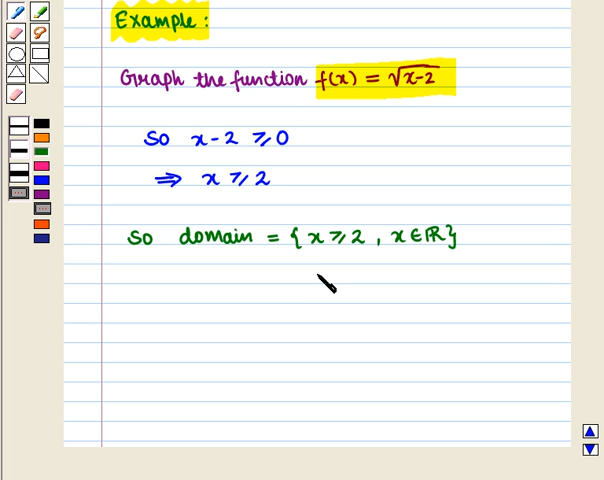 Example :
Graph the function f(x) = √x-2
So x - 2 ⩾ 0
⇒ x ⩾ 2
So domain = { x ⩾ 2 , x ∈ ℝ }